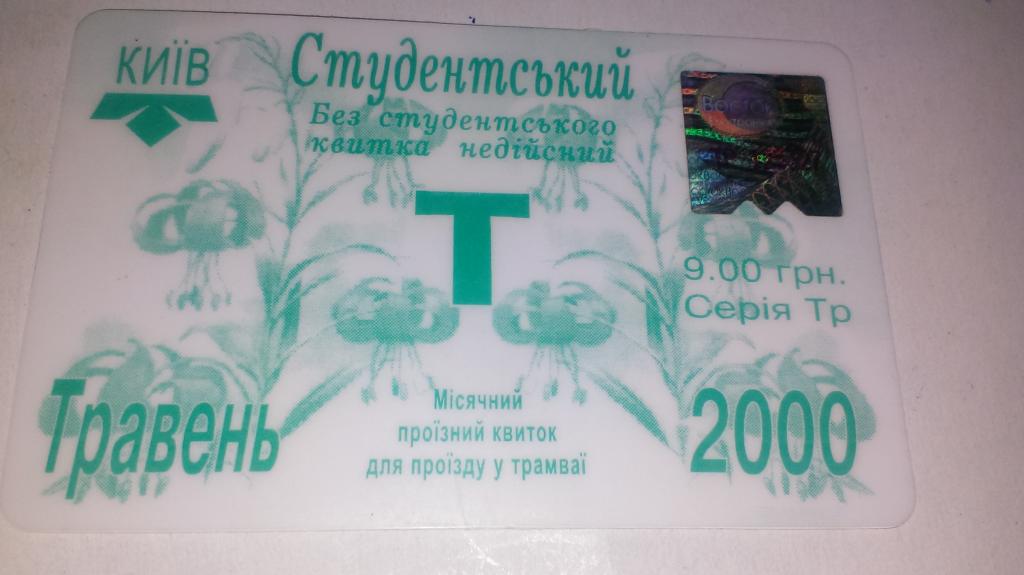 КИЇВ
Студентський
Без студентського
квитка недійсний
Т
9.00 грн.
Серія Тр
Травень
Місячний
проїзний квиток
для проїзду у трамваї
2000